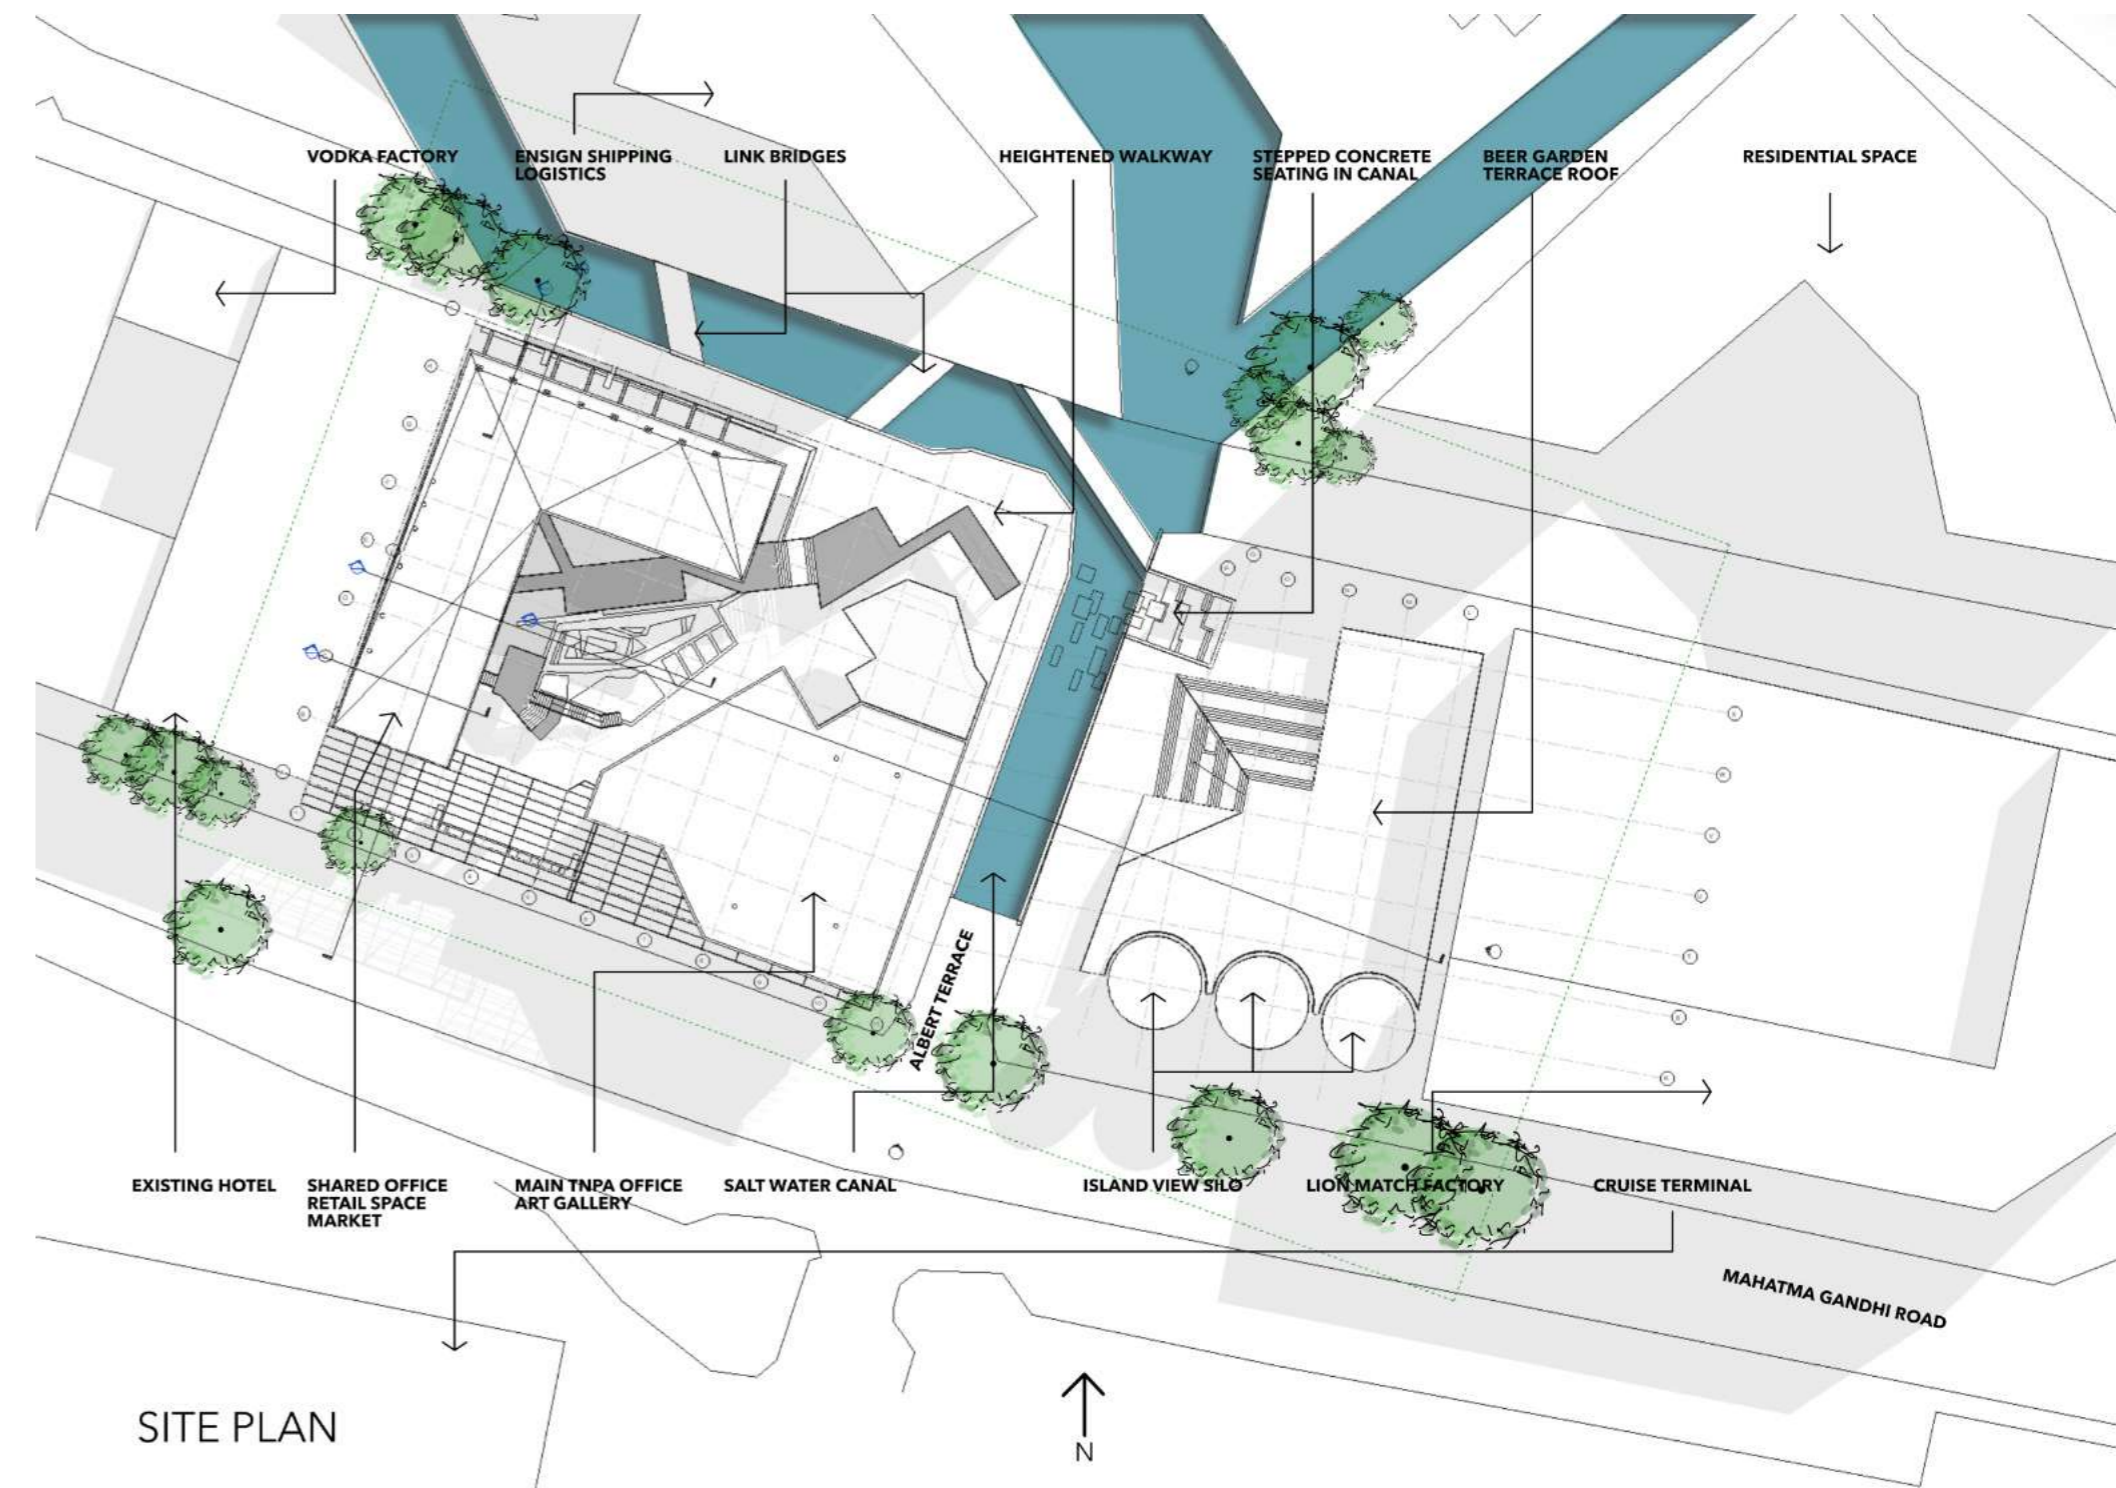 VODKA FACTORY
ENSIGN SHIPPING
LOGISTICS
LINK BRIDGES
HEIGHTENED WALKWAY
STEPPED CONCRETE
SEATING IN CANAL
BEER GARDEN
TERRACE ROOF
RESIDENTIAL SPACE
ALBERT TERRACE
EXISTING HOTEL
SHARED OFFICE
RETAIL SPACE
MARKET
MAIN TNPA OFFICE
ART GALLERY
SALT WATER CANAL
ISLAND VIEW SILO
LION MATCH FACTORY
CRUISE TERMINAL
MAHATMA GANDHI ROAD
SITE PLAN
N